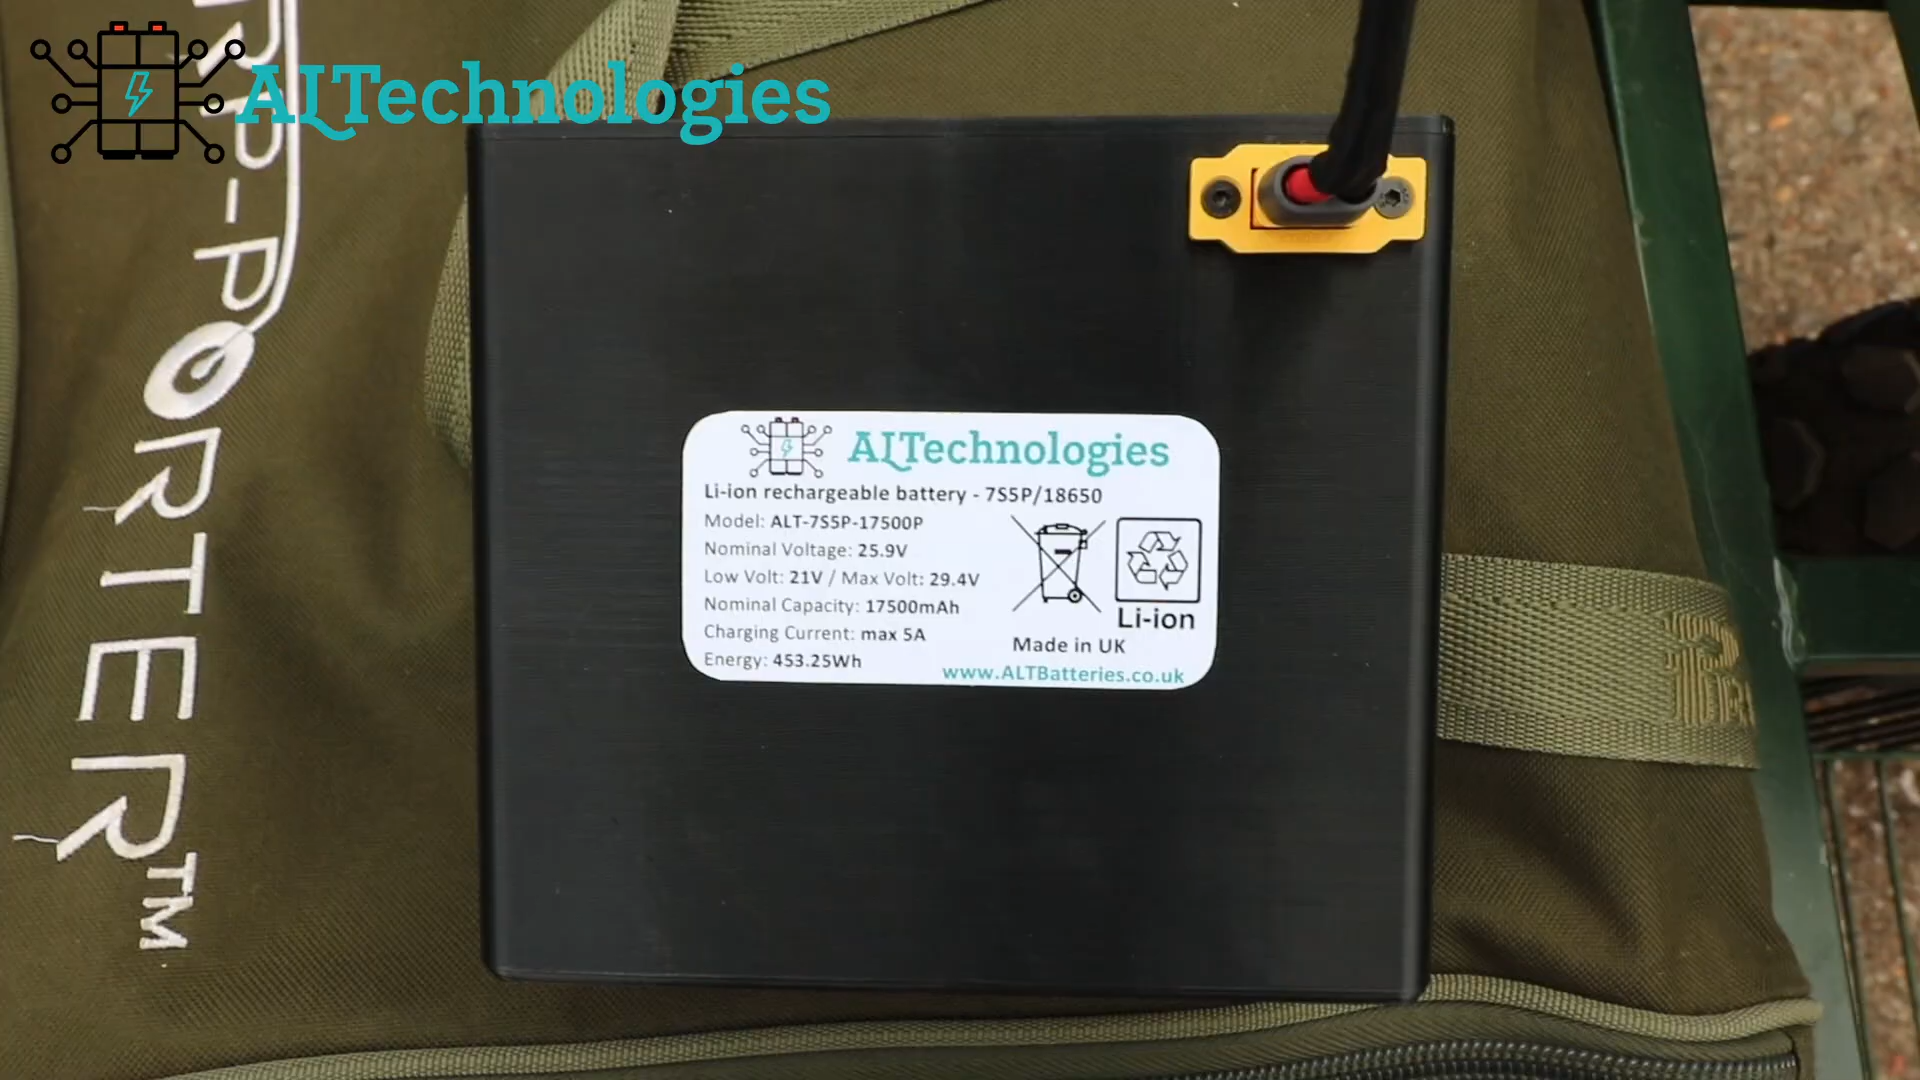 ALTechnologies
RP-PORTER™
ALTechnologies
Li-ion rechargeable battery - 7S5P/18650
Model: ALT-7S5P-17500P
Nominal Voltage: 25.9V
Low Volt: 21V / Max Volt: 29.4V
Nominal Capacity: 17500mAh
Charging Current: max 5A
Energy: 453.25Wh
Li-ion
Made in UK
www.ALTBatteries.co.uk